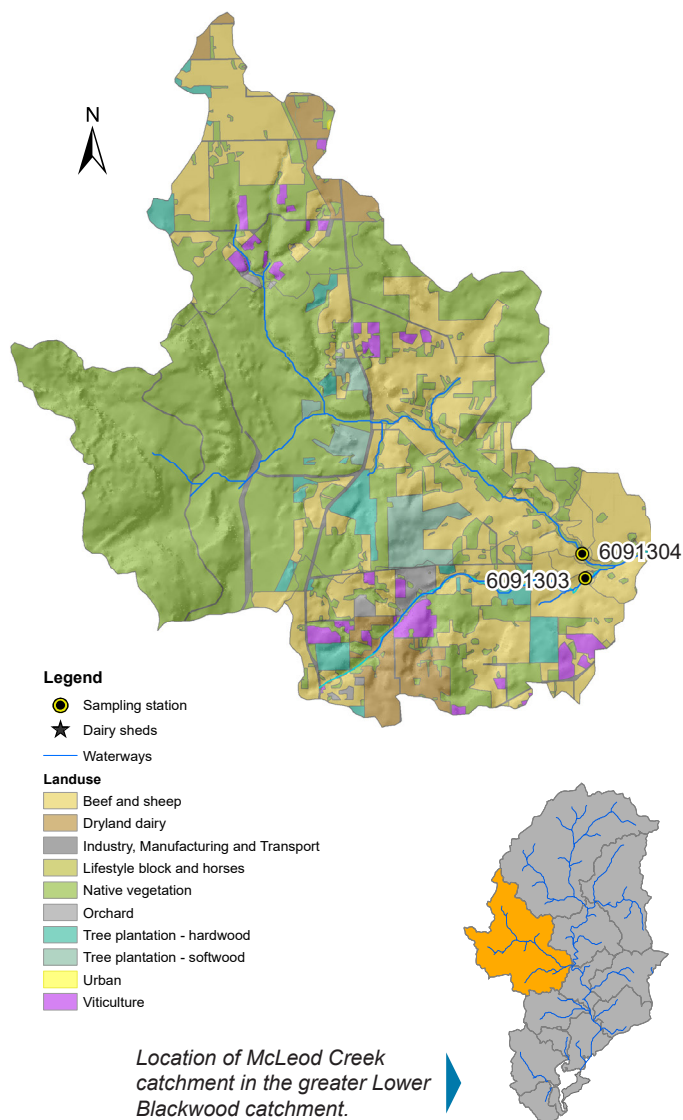 N
6091304
6091303
Legend
Sampling station
Dairy sheds
Waterways
Landuse
Beef and sheep
Dryland dairy
Industry, Manufacturing and Transport
Lifestyle block and horses
Native vegetation
Orchard
Tree plantation - hardwood
Tree plantation - softwood
Urban
Viticulture
Location of McLeod Creek
catchment in the greater Lower
Blackwood catchment.